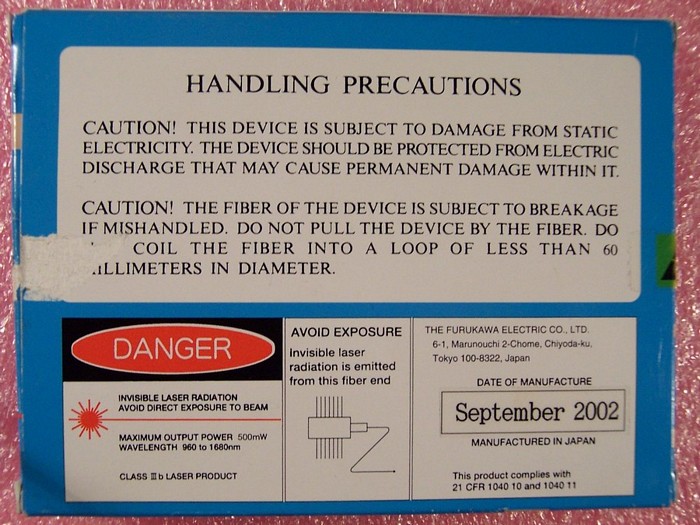 HANDLING PRECAUTIONS
CAUTION! THIS DEVICE IS SUBJECT TO DAMAGE FROM STATIC
ELECTRICITY. THE DEVICE SHOULD BE PROTECTED FROM ELECTRIC
DISCHARGE THAT MAY CAUSE PERMANENT DAMAGE WITHIN IT.
CAUTION! THE FIBER OF THE DEVICE IS SUBJECT TO BREAKAGE
IF MISHANDLED. DO NOT PULL THE DEVICE BY THE FIBER. DO
COIL THE FIBER INTO A LOOP OF LESS THAN 60
ILLIMETERS IN DIAMETER.
DANGER
INVISIBLE LASER RADIATION
AVOID DIRECT EXPOSURE TO BEAM
MAXIMUM OUTPUT POWER 500mW
WAVELENGTH 960 to 1680nm
CLASS III b LASER PRODUCT
AVOID EXPOSURE
Invisible laser
radiation is emitted
from this fiber end
THE FURUKAWA ELECTRIC CO., LTD.
6-1, Marunouchi 2-Chome, Chiyoda-ku,
Tokyo 100-8322, Japan
DATE OF MANUFACTURE
September 2002
MANUFACTURED IN JAPAN
This product complies with
21 CFR 1040 10 and 1040 11